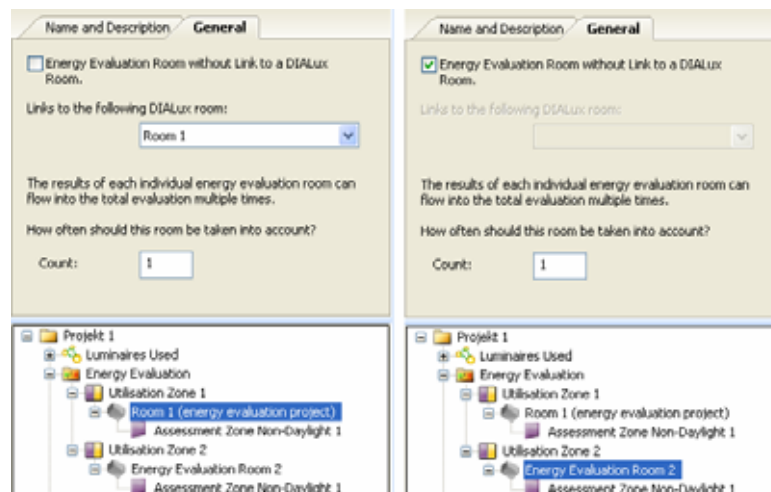 Name and Description
General
Energy Evaluation Room without Link to a DIALux
Room.
Links to the following DIALux room:
Room 1
The results of each individual energy evaluation room can
flow into the total evaluation multiple times.
How often should this room be taken into account?
Count:
1
Projekt 1
Luminaires Used
Energy Evaluation
Utilisation Zone 1
Room 1 (energy evaluation project)
Assessment Zone Non-Daylight 1
Utilisation Zone 2
Energy Evaluation Room 2
Assessment Zone Non-Daylight 1
Name and Description
General
Energy Evaluation Room without Link to a DIALux
Room.
Links to the following DIALux room:
The results of each individual energy evaluation room can
flow into the total evaluation multiple times.
How often should this room be taken into account?
Count:
1
Projekt 1
Luminaires Used
Energy Evaluation
Utilisation Zone 1
Room 1 (energy evaluation project)
Assessment Zone Non-Daylight 1
Utilisation Zone 2
Energy Evaluation Room 2
Assessment Zone Non-Daylight 1